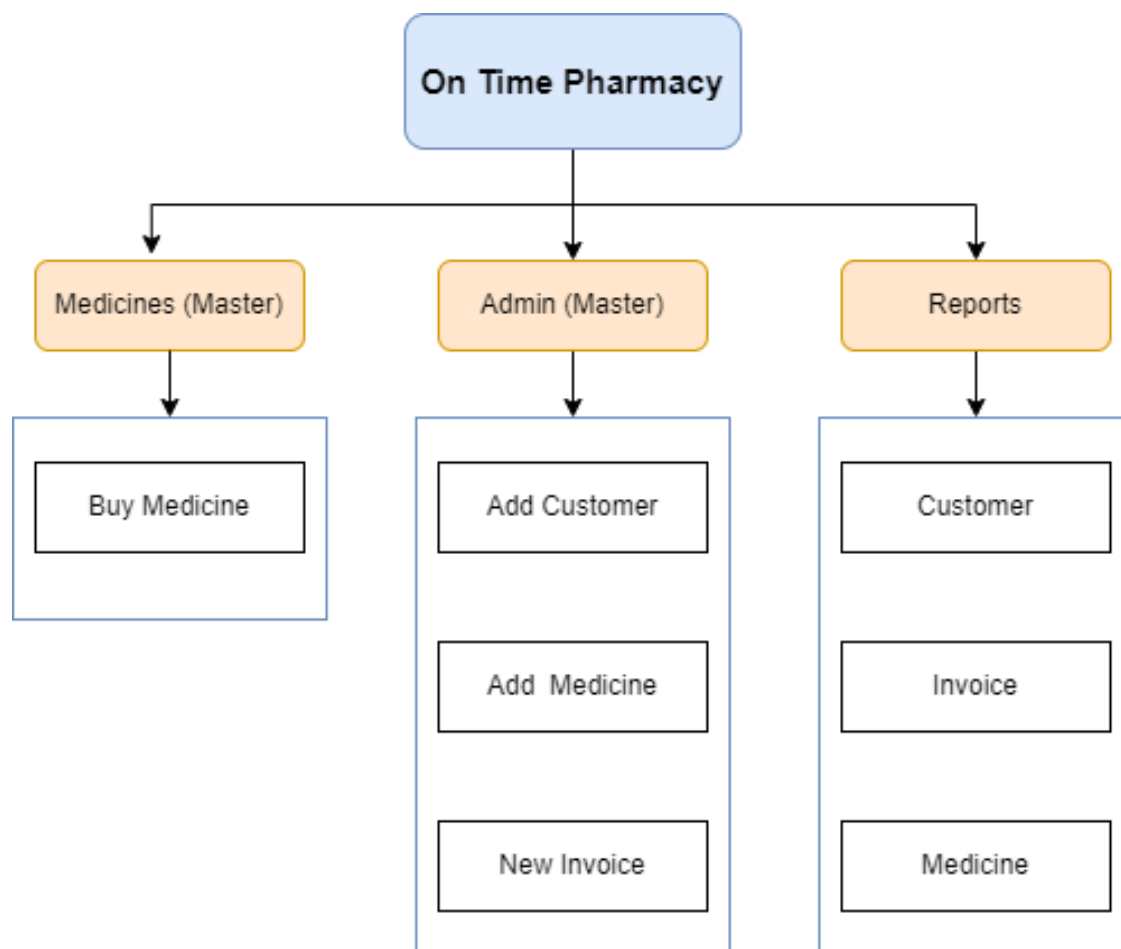 On Time Pharmacy
Medicines (Master)
Admin (Master)
Reports
Buy Medicine
Add Customer
Customer
Add Medicine
Invoice
New Invoice
Medicine